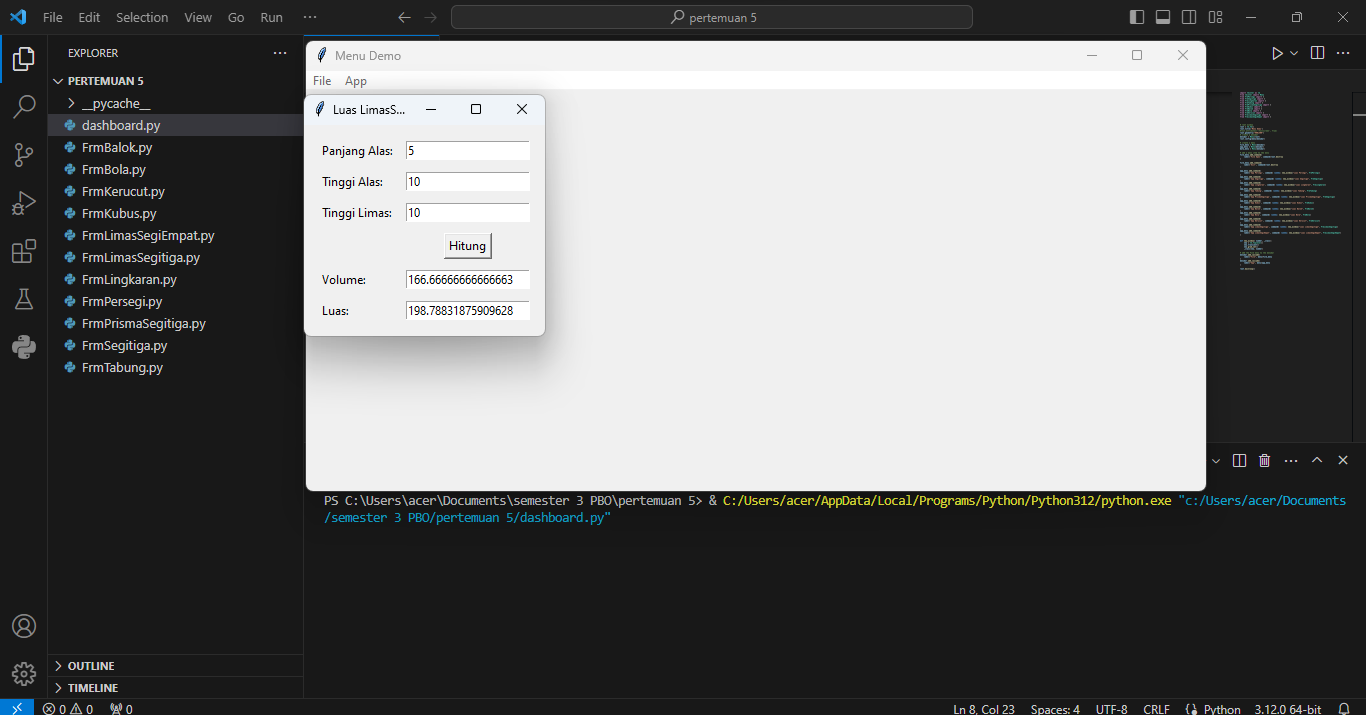 File Edit Selection View Go Run ··· pertemuan 5
EXPLORER ···
PERTEMUAN 5
__pycache__
dashboard.py
FrmBalok.py
FrmBola.py
FrmKerucut.py
FrmKubus.py
FrmLimasSegiEmpat.py
FrmLimasSegitiga.py
FrmLingkaran.py
FrmPersegi.py
FrmPrismaSegitiga.py
FrmSegitiga.py
FrmTabung.py
OUTLINE
TIMELINE
Menu Demo
File App
Luas LimasS...
Panjang Alas: 5
Tinggi Alas: 10
Tinggi Limas: 10
Hitung
Volume: 166.66666666666663
Luas: 198.78831875909628
PS C:\Users\acer\Documents\semester 3 PBO\pertemuan 5> & C:/Users/acer/AppData/Local/Programs/Python/Python312/python.exe "c:/Users/acer/Documents
/semester 3 PBO/pertemuan 5/dashboard.py"
0 0 0 Ln 8, Col 23 Spaces: 4 UTF-8 CRLF Python 3.12.0 64-bit